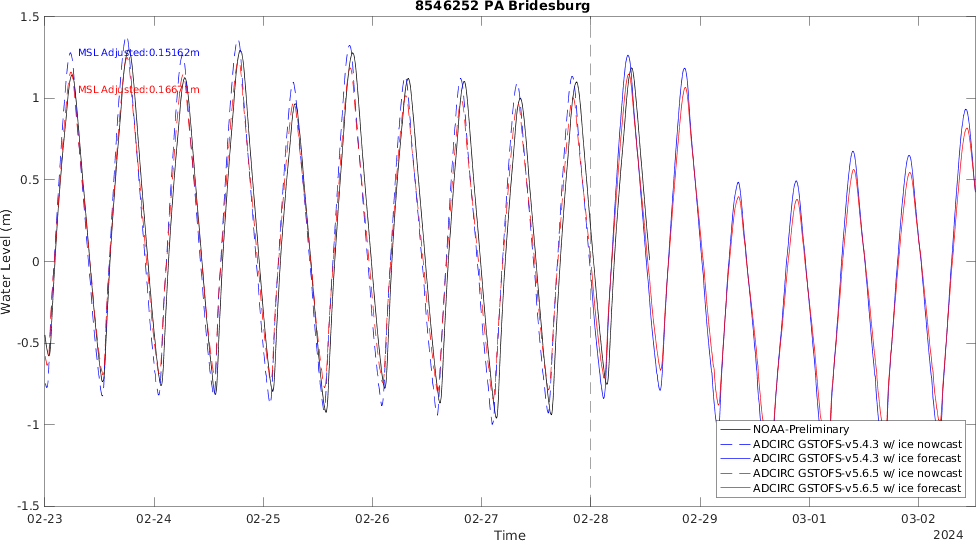 8546252 PA Bridesburg
1.5
1
0.5
0
-0.5
-1
-1.5
Water Level (m)
MSL Adjusted:0.15162m
MSL Adjusted:0.16671m
NOAA-Preliminary
ADCIRC GSTOFS-v5.4.3 w/ ice nowcast
ADCIRC GSTOFS-v5.4.3 w/ ice forecast
ADCIRC GSTOFS-v5.6.5 w/ ice nowcast
ADCIRC GSTOFS-v5.6.5 w/ ice forecast
02-23
02-24
02-25
02-26
02-27
02-28
02-29
03-01
03-02
Time
2024